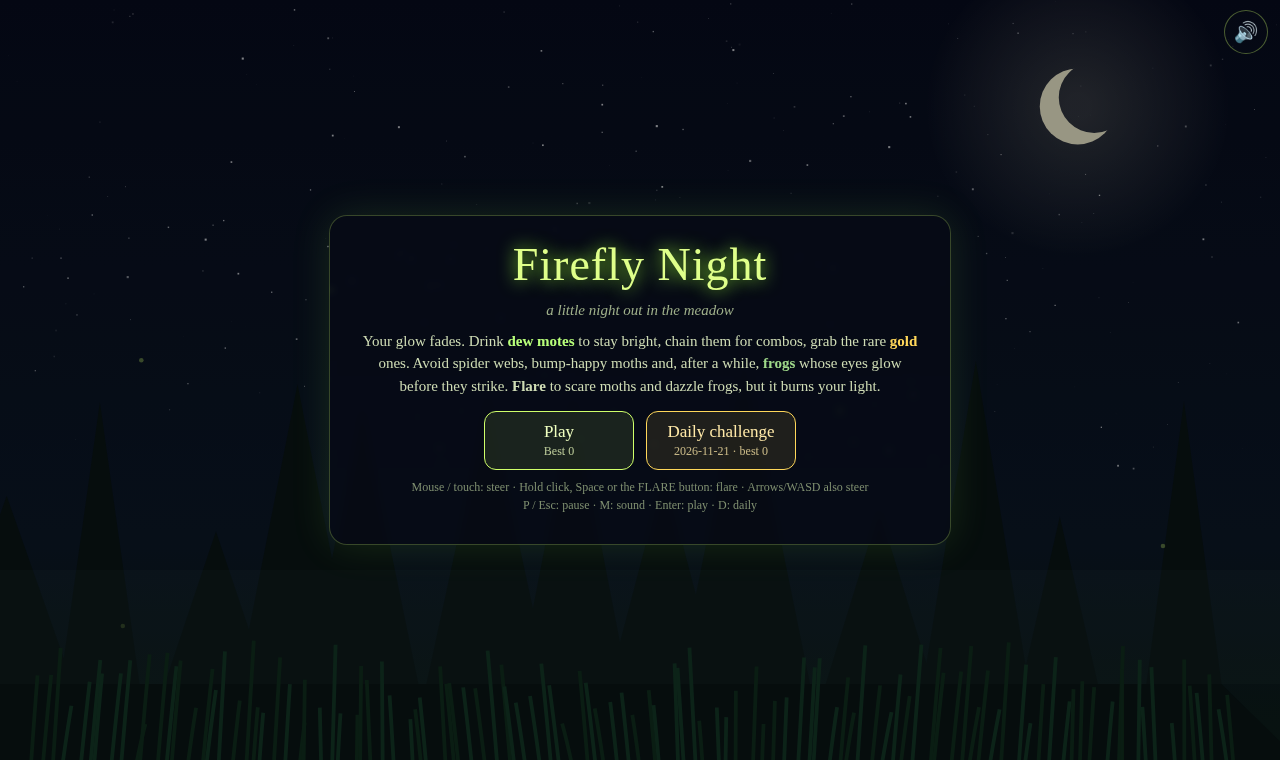 Firefly Night
a little night out in the meadow
Your glow fades. Drink dew motes to stay bright, chain them for combos, grab the rare gold
ones. Avoid spider webs, bump-happy moths and, after a while, frogs whose eyes glow
before they strike. Flare to scare moths and dazzle frogs, but it burns your light.
Play
Best 0
Daily challenge
2026-11-21 · best 0
Mouse / touch: steer · Hold click, Space or the FLARE button: flare · Arrows/WASD also steer
P / Esc: pause · M: sound · Enter: play · D: daily